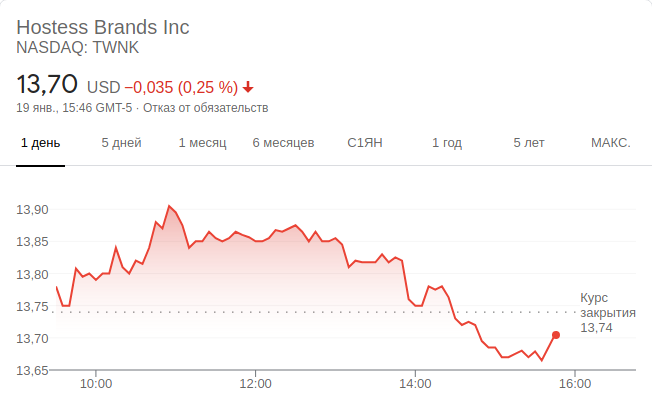 Hostess Brands Inc
NASDAQ: TWNK
13,70 USD −0,035 (0,25 %)
19 янв., 15:46 GMT-5 · Отказ от обязательств
1 день 5 дней 1 месяц 6 месяцев С1ЯН 1 год 5 лет МАКС.
13,90
13,85
13,80
13,75
13,70
13,65
Курс
закрытия
13,74
10:00 12:00 14:00 16:00